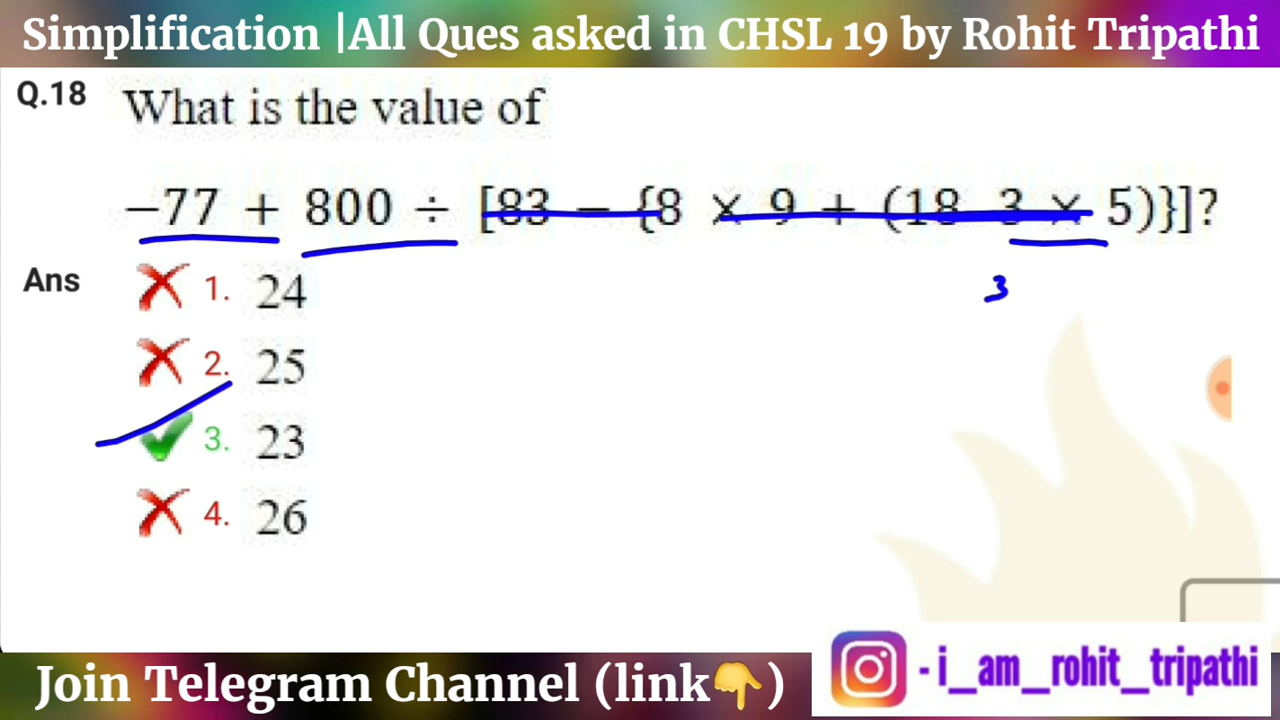 Simplification |All Ques asked in CHSL 19 by Rohit Tripathi
Q.18 What is the value of
−77 + 800 ÷ [83 − {8 × 9 + (18 3 × 5)}]?
3
Ans
1. 24
2. 25
3. 23
4. 26
Join Telegram Channel (link👇)
-i_am_rohit_tripathi